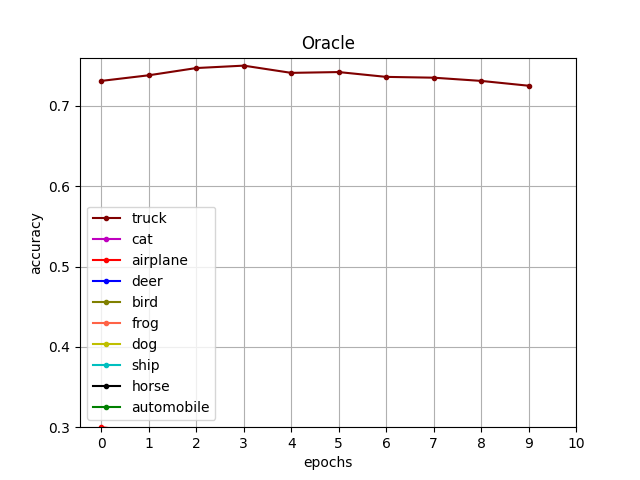 Oracle
0.7
0.6
0.5
0.4
0.3
accuracy
truck
cat
airplane
deer
bird
frog
dog
ship
horse
automobile
0 1 2 3 4 5 6 7 8 9 10
epochs